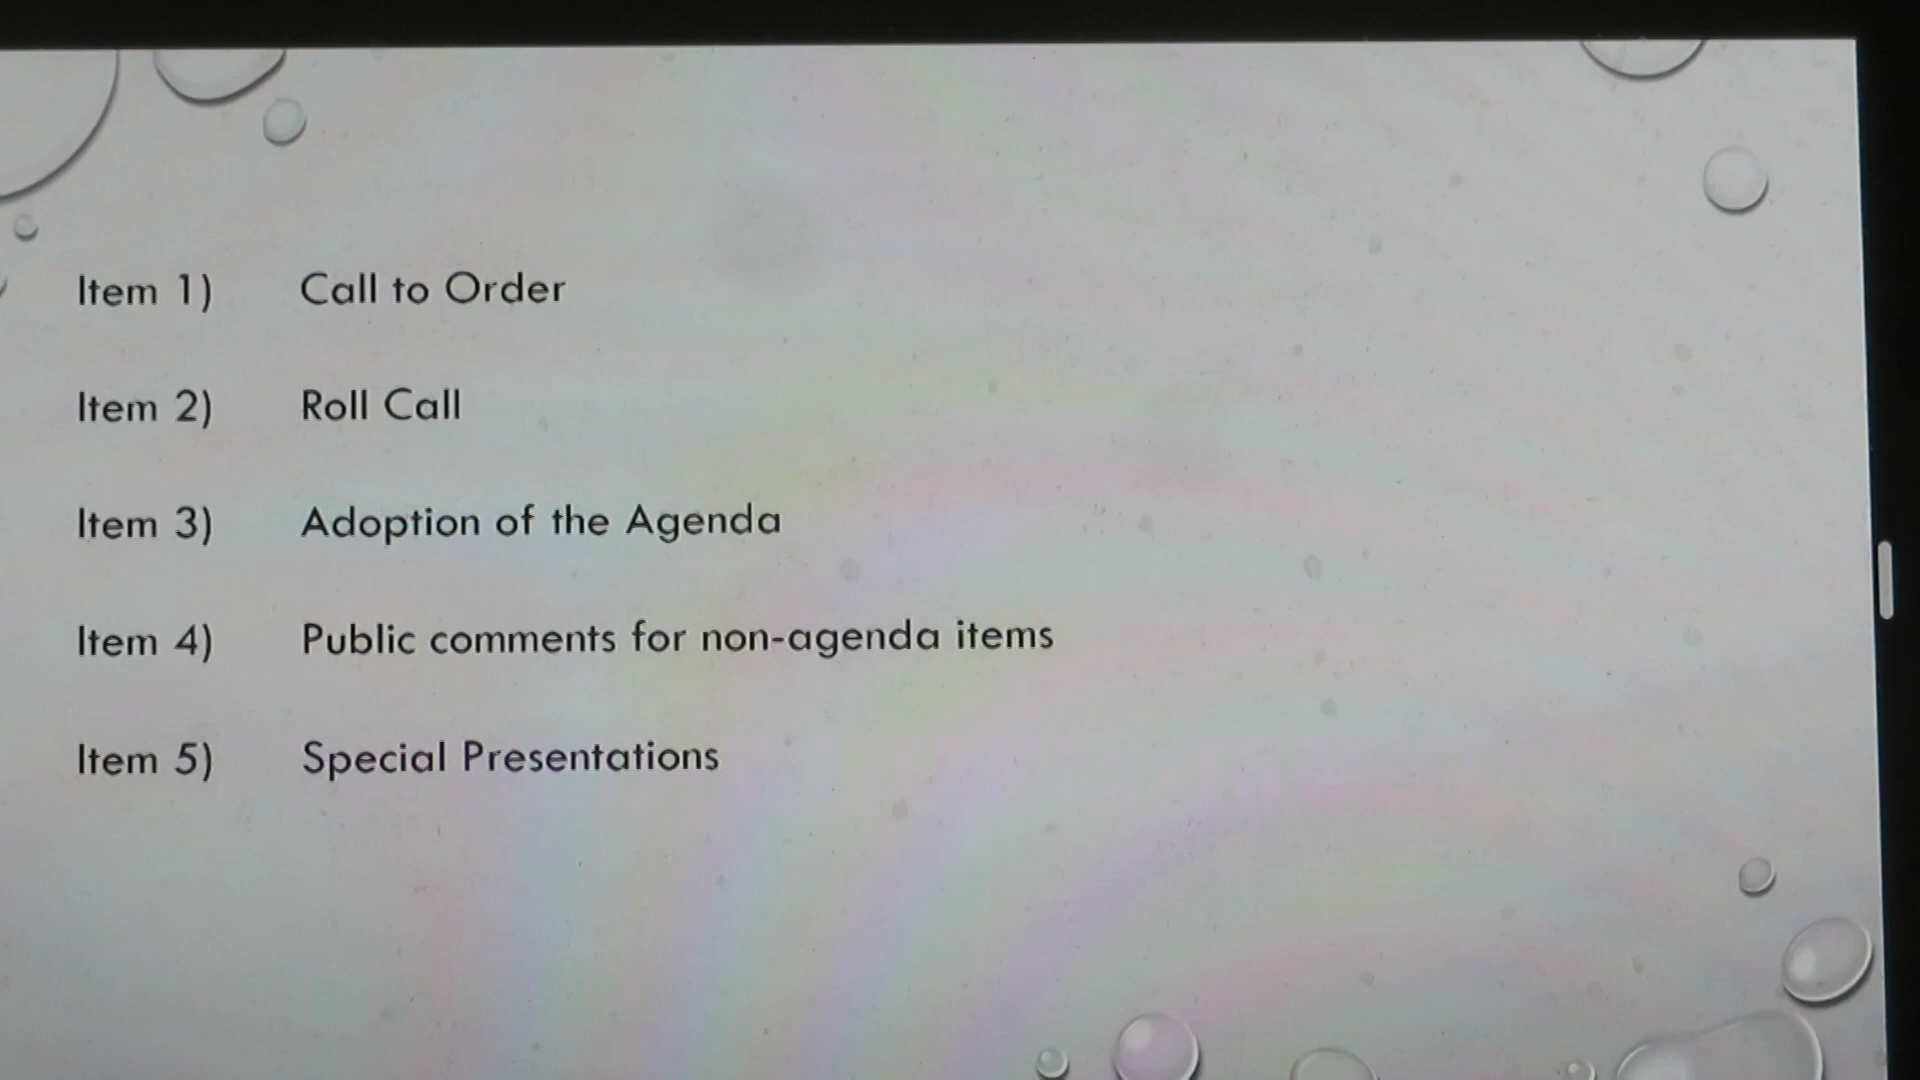 Item 1) Call to Order
Item 2) Roll Call
Item 3) Adoption of the Agenda
Item 4) Public comments for non-agenda items
Item 5) Special Presentations